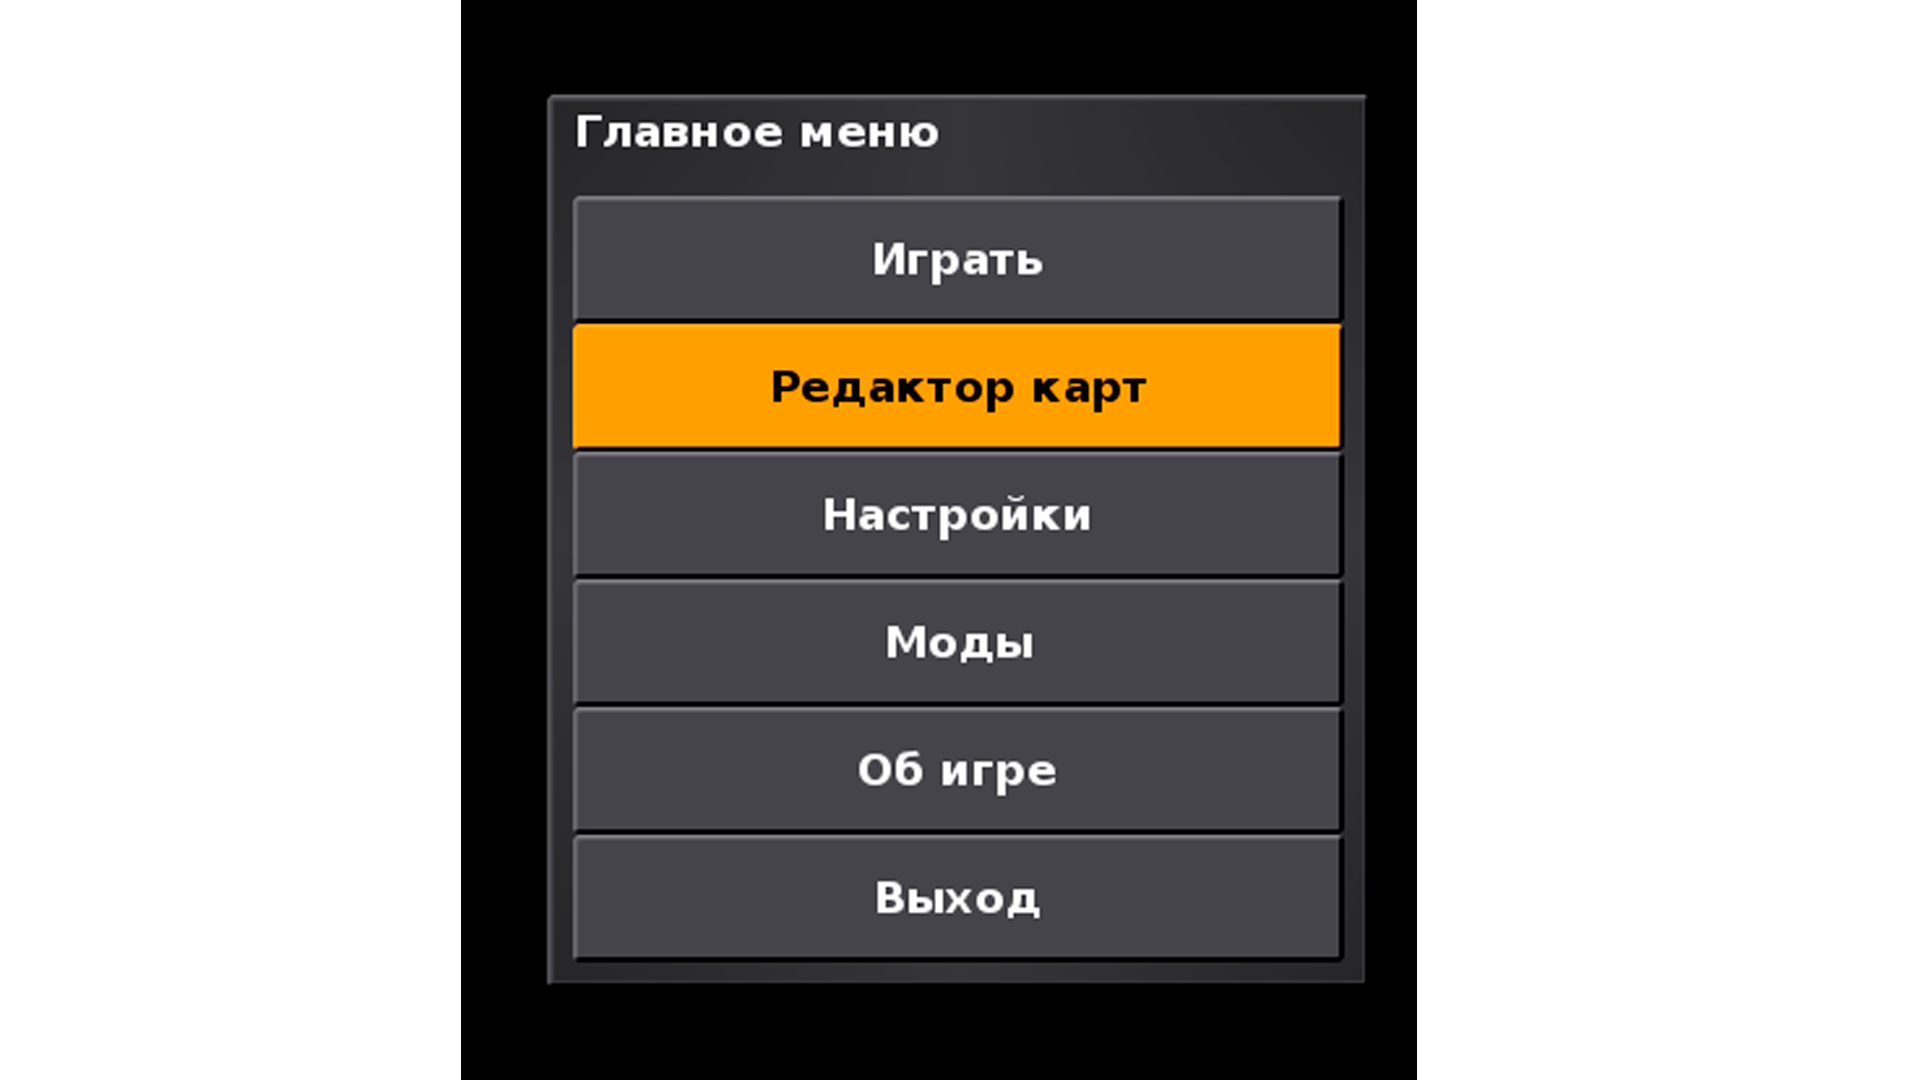 Главное меню
Играть
Редактор карт
Настройки
Моды
Об игре
Выход